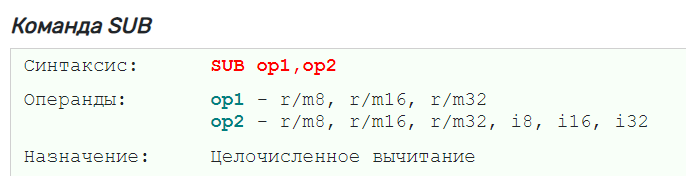 Команда SUB
Синтаксис: SUB op1,op2
Операнды: op1 - r/m8, r/m16, r/m32
op2 - r/m8, r/m16, r/m32, i8, i16, i32
Назначение: Целочисленное вычитание